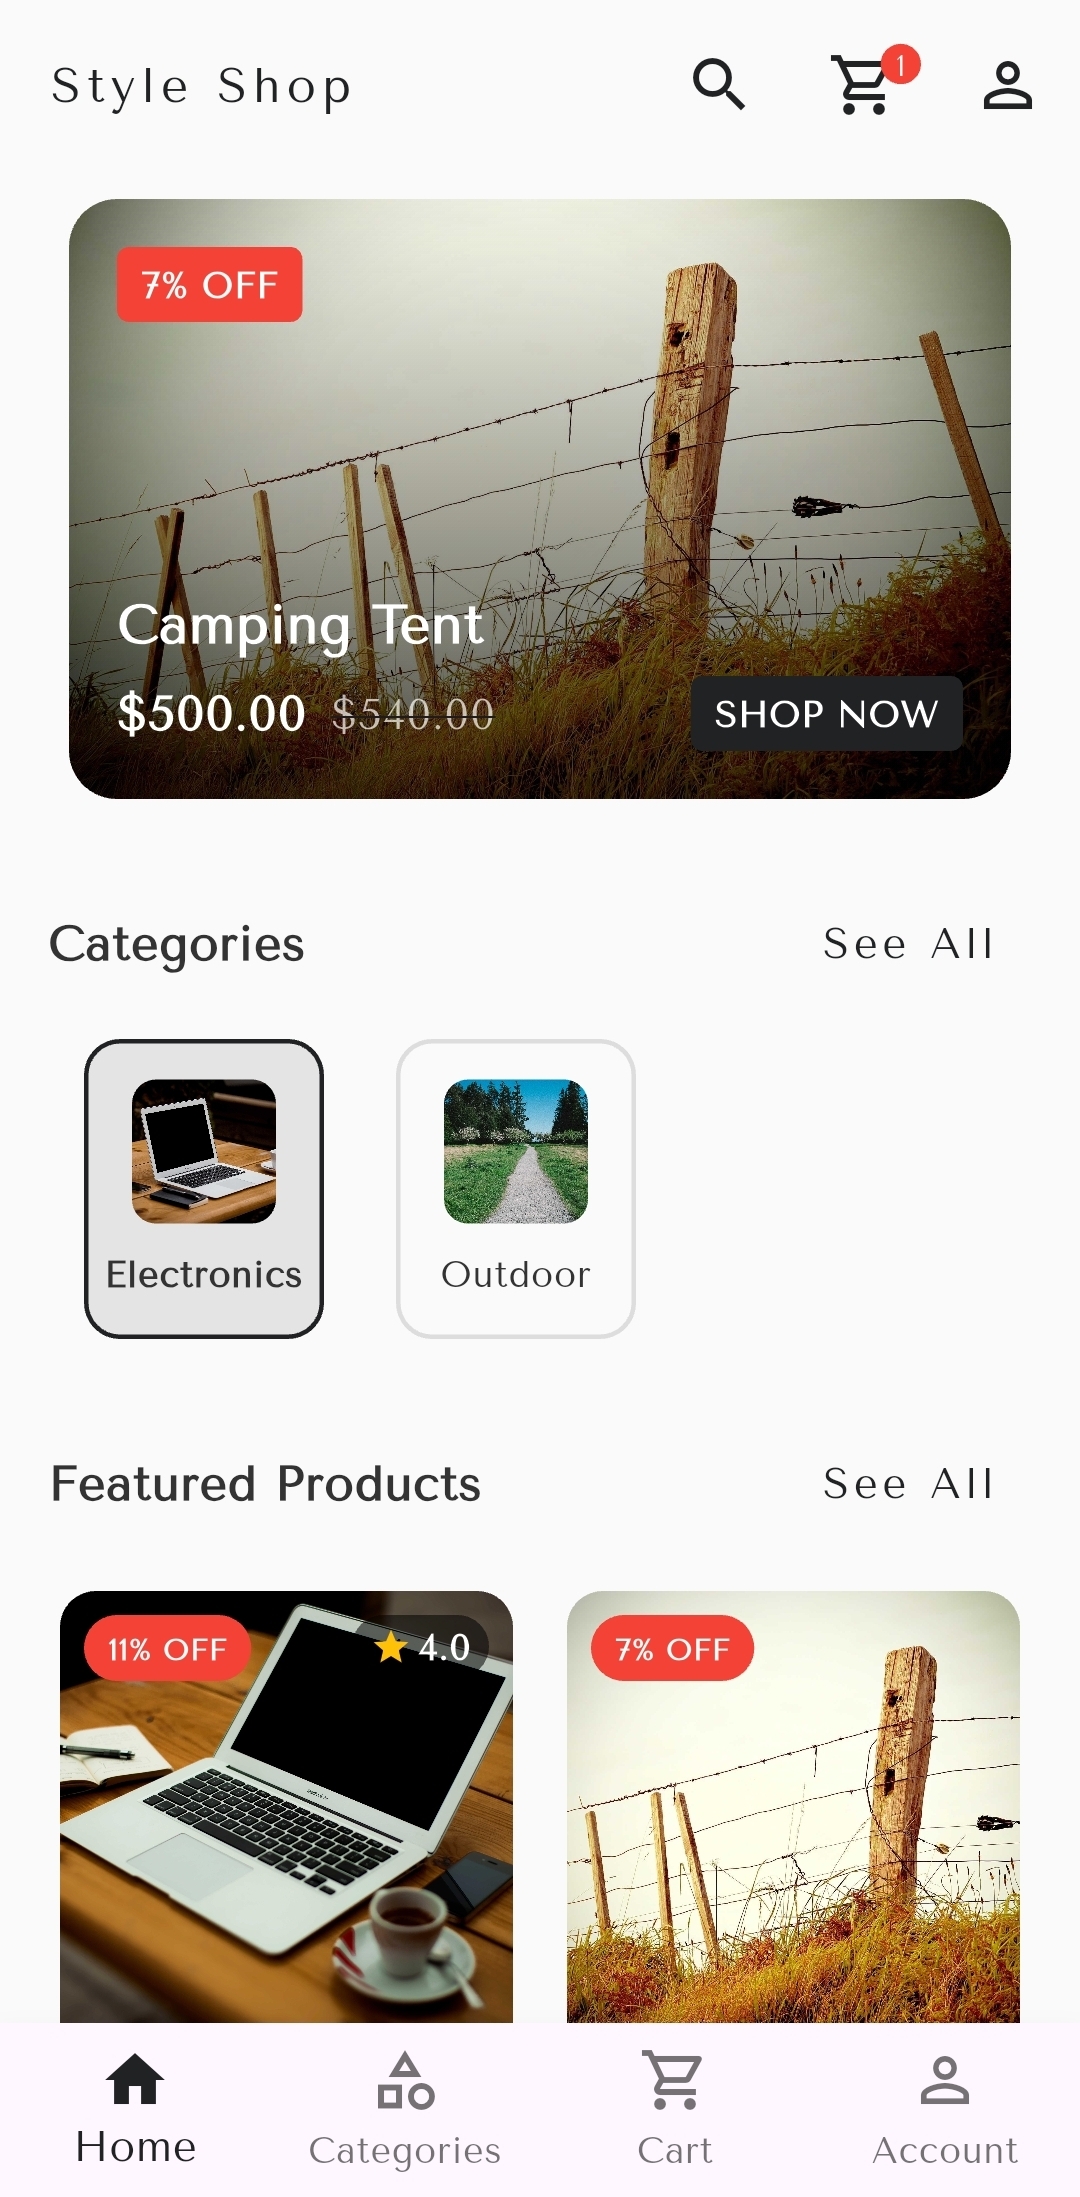 Style Shop
1
7% OFF
Camping Tent
$500.00 $540.00
SHOP NOW
Categories
See All
Electronics
Outdoor
Featured Products
See All
11% OFF
4.0
7% OFF
Home
Categories
Cart
Account